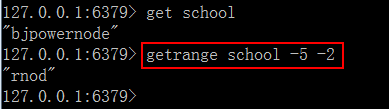 127.0.0.1:6379> get school
"bjpowernode"
127.0.0.1:6379> getrange school -5 -2
"rnod"
127.0.0.1:6379>